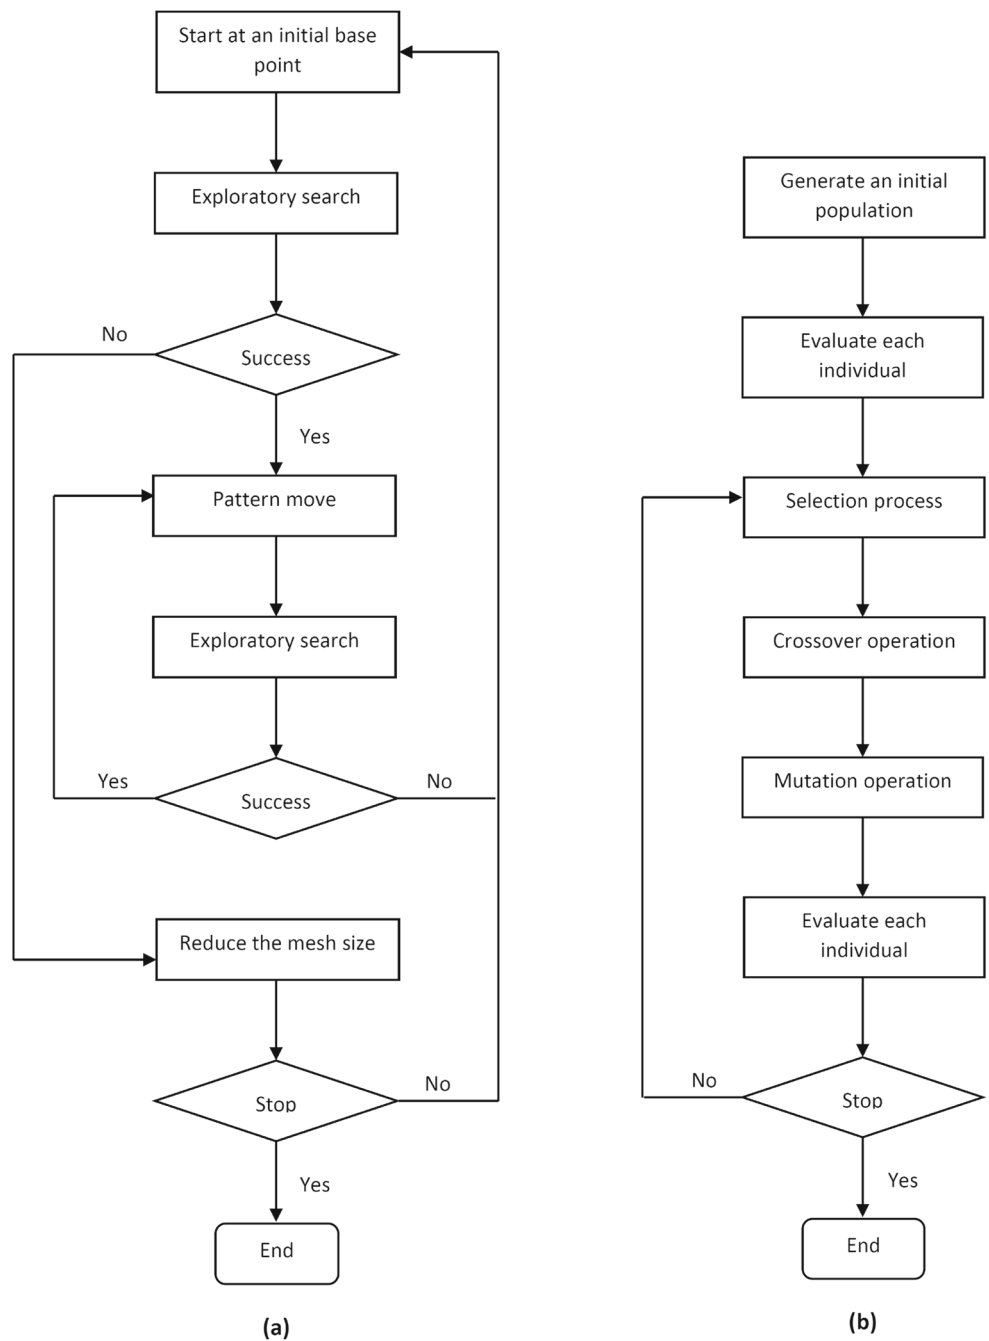 Start at an initial base
point
Exploratory search
No
Success
Yes
Pattern move
Exploratory search
Yes
No
Success
Reduce the mesh size
No
Stop
Yes
End
(a)
Generate an initial
population
Evaluate each
individual
Selection process
Crossover operation
Mutation operation
Evaluate each
individual
No
Stop
Yes
End
(b)